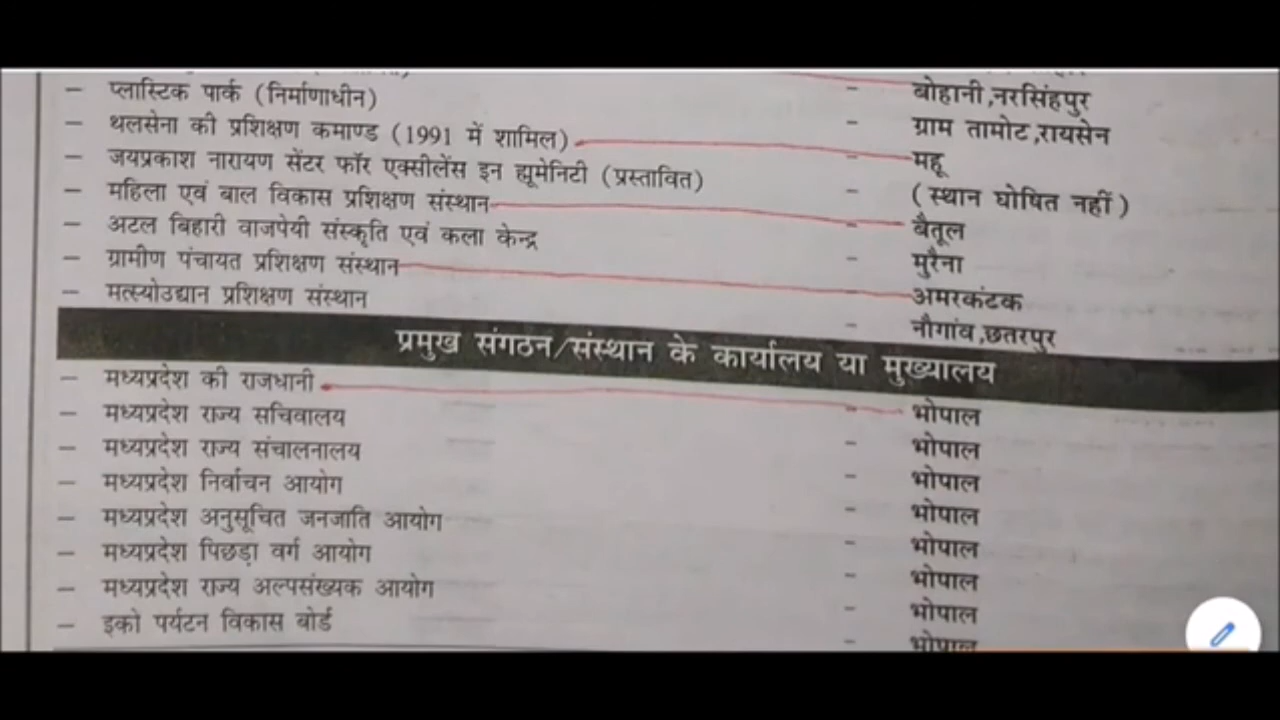 बोहानी,नरसिंहपुर
– प्लास्टिक पार्क (निर्माणाधीन) - ग्राम तामोट,रायसेन
– थलसेना की प्रशिक्षण कमाण्ड (1991 में शामिल) - महू
– जयप्रकाश नारायण सेंटर फॉर एक्सीलेंस इन ह्यूमेनिटी (प्रस्तावित) - (स्थान घोषित नहीं)
– महिला एवं बाल विकास प्रशिक्षण संस्थान - बैतूल
– अटल बिहारी वाजपेयी संस्कृति एवं कला केन्द्र - मुरैना
– ग्रामीण पंचायत प्रशिक्षण संस्थान - अमरकंटक
– मत्स्योउद्यान प्रशिक्षण संस्थान - नौगांव,छतरपुर
प्रमुख संगठन/संस्थान के कार्यालय या मुख्यालय
– मध्यप्रदेश की राजधानी - भोपाल
– मध्यप्रदेश राज्य सचिवालय - भोपाल
– मध्यप्रदेश राज्य संचालनालय - भोपाल
– मध्यप्रदेश निर्वाचन आयोग - भोपाल
– मध्यप्रदेश अनुसूचित जनजाति आयोग - भोपाल
– मध्यप्रदेश पिछड़ा वर्ग आयोग - भोपाल
– मध्यप्रदेश राज्य अल्पसंख्यक आयोग - भोपाल
– इको पर्यटन विकास बोर्ड - भोपाल